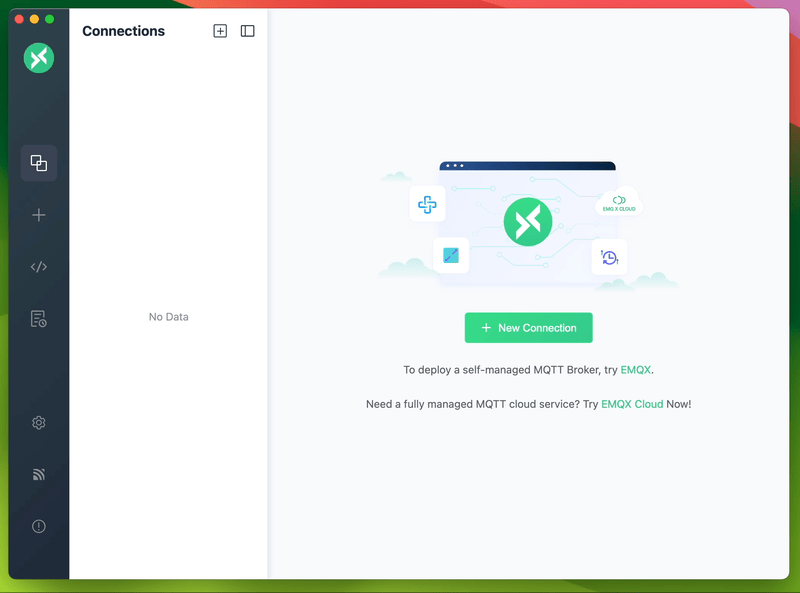 Connections
No Data
EMQ X CLOUD
New Connection
To deploy a self-managed MQTT Broker, try EMQX.
Need a fully managed MQTT cloud service? Try EMQX Cloud Now!